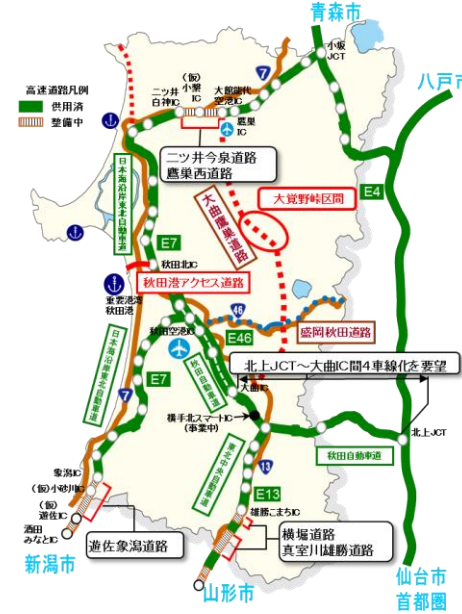 青森市
小坂
JCT
八戸市
(仮)
小繋
IC
二ツ井
白神IC
大館能代
空港IC
7
鷹巣
IC
高速道路凡例
供用済
整備中
二ツ井今泉道路
鷹巣西道路
E4
大覚野峠区間
大曲鷹巣道路
日本海沿岸東北自動車道
E7
秋田北IC
秋田港アクセス道路
重要港湾
秋田港
46
E46
盛岡秋田道路
秋田空港IC
秋田自動車道
北上JCT~大曲IC間4車線化を要望
大曲IC
日本海沿岸東北自動車道
E7
7
横手北スマートIC
(事業中)
北上JCT
秋田自動車道
東北中央自動車道
13
E13
象潟IC
(仮)小砂川IC
(仮)
遊佐IC
酒田
みなとIC
雄勝こまちIC
遊佐象潟道路
横堀道路
真室川雄勝道路
新潟市
山形市
仙台市
首都圏